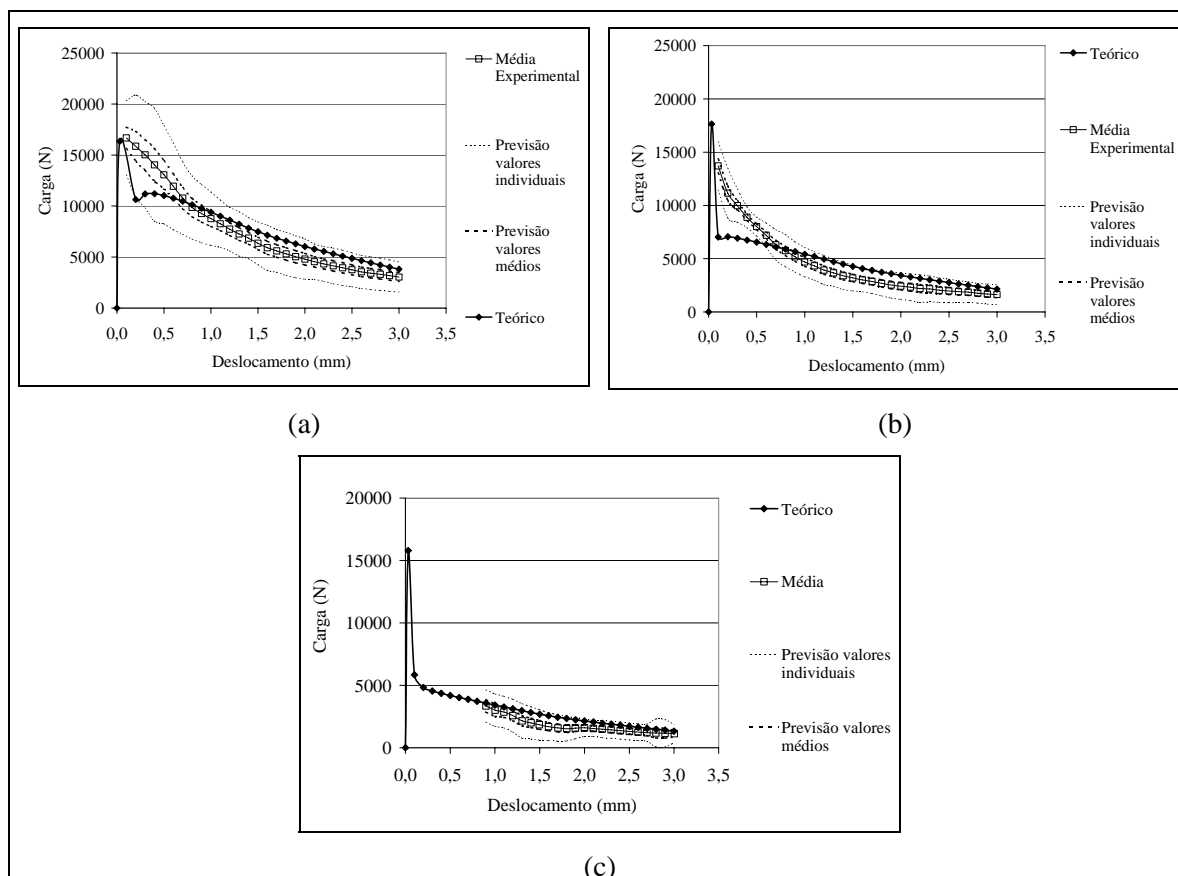 25000
20000
15000
10000
5000
0
0,0 0,5 1,0 1,5 2,0 2,5 3,0 3,5
Deslocamento (mm)
Carga (N)
Média
Experimental
Previsão
valores
individuais
Previsão
valores
médios
Teórico
(a)
25000
20000
15000
10000
5000
0
0,0 0,5 1,0 1,5 2,0 2,5 3,0 3,5
Deslocamento (mm)
Carga (N)
Teórico
Média
Experimental
Previsão
valores
individuais
Previsão
valores
médios
(b)
20000
15000
10000
5000
0
0,0 0,5 1,0 1,5 2,0 2,5 3,0 3,5
Deslocamento (mm)
Carga (N)
Teórico
Média
Previsão valores
individuais
Previsão valores
médios
(c)